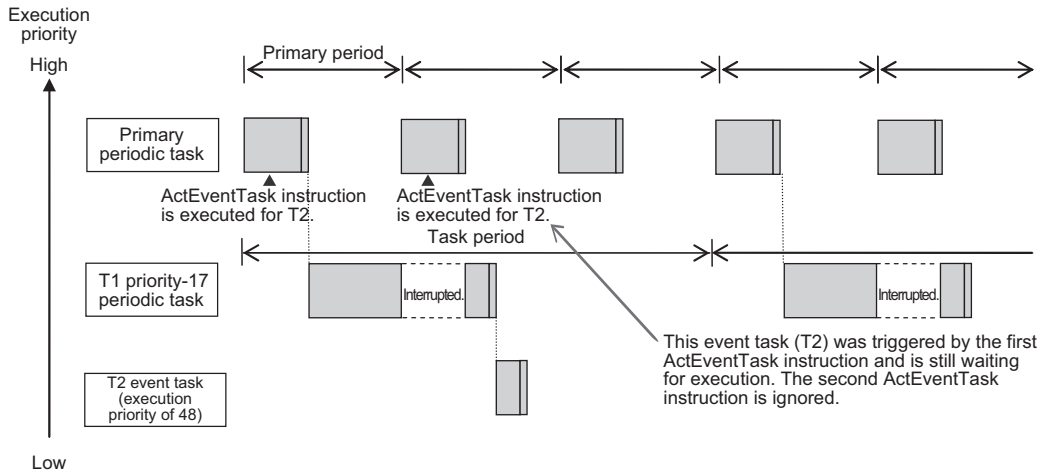 Execution
priority
High
Primary period
Primary
periodic task
ActEventTask instruction
is executed for T2.
ActEventTask instruction
is executed for T2.
Task period
T1 priority-17
periodic task
Interrupted.
Interrupted.
This event task (T2) was triggered by the first
ActEventTask instruction and is still waiting
for execution. The second ActEventTask
instruction is ignored.
T2 event task
(execution
priority of 48)
Low